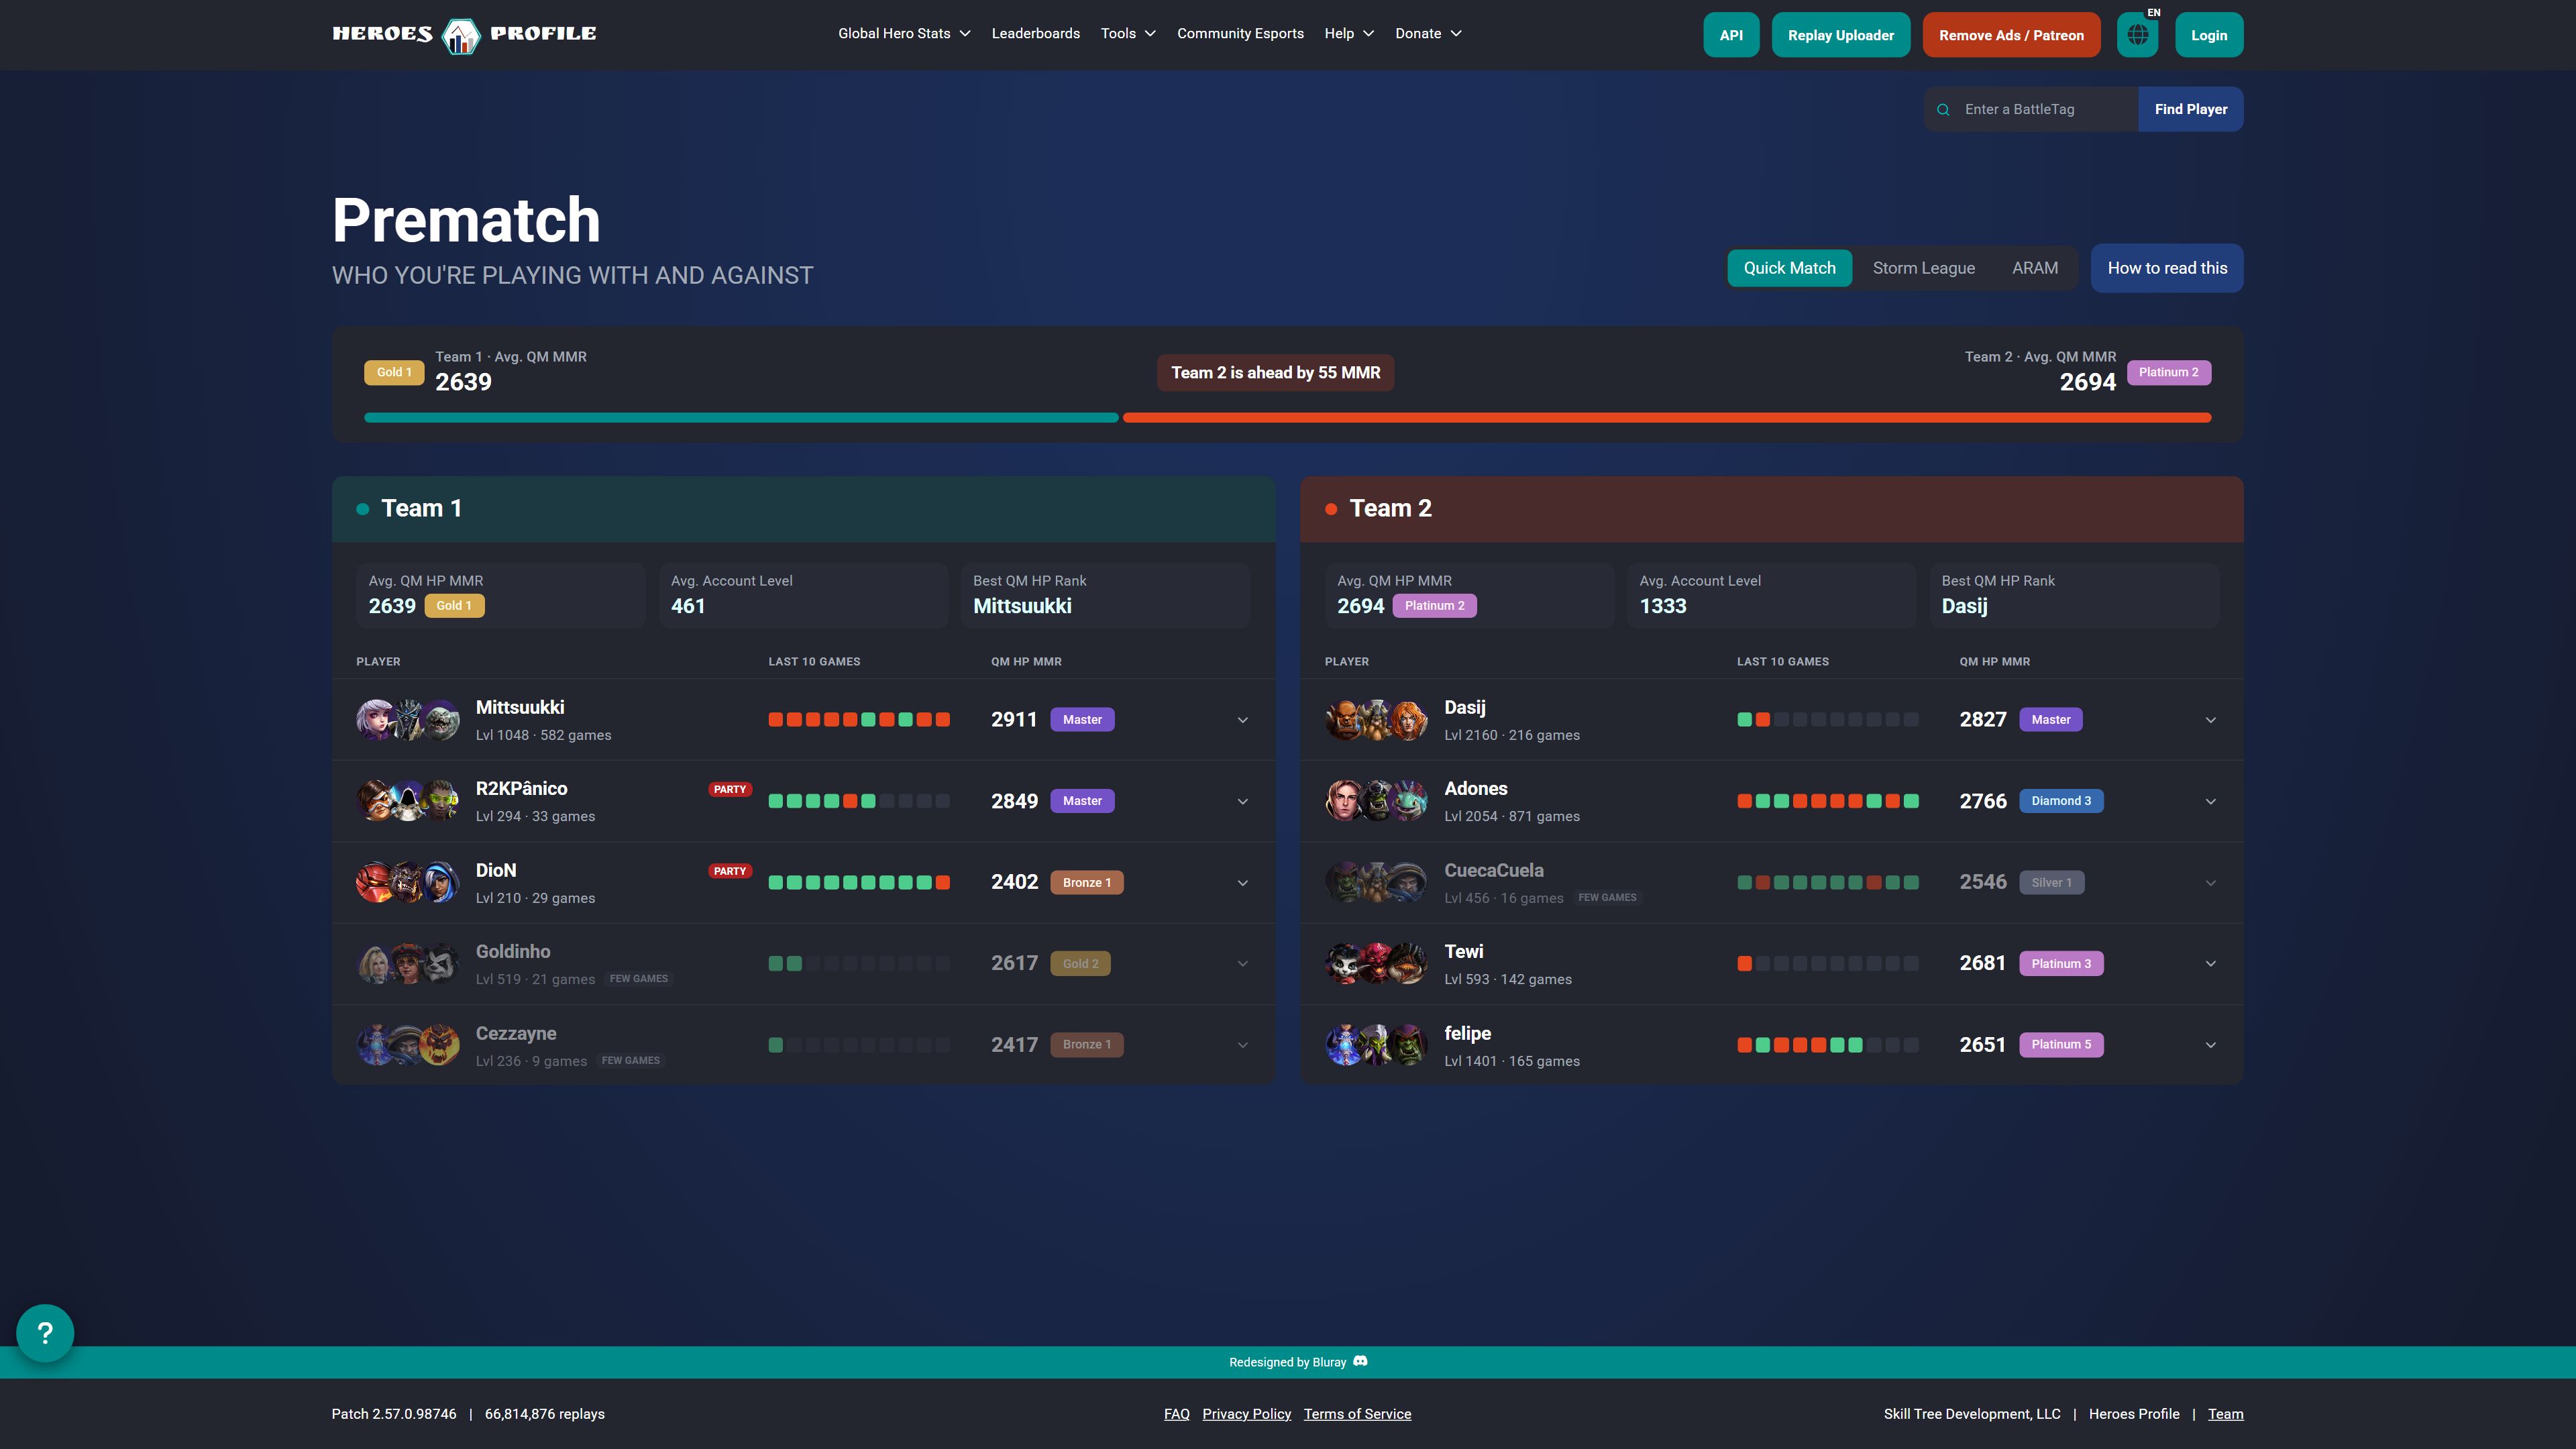 HEROES PROFILE
Global Hero Stats Leaderboards Tools Community Esports Help Donate
API Replay Uploader Remove Ads / Patreon EN Login
Enter a BattleTag Find Player
Prematch
WHO YOU'RE PLAYING WITH AND AGAINST
Quick Match Storm League ARAM How to read this
Gold 1 Team 1 · Avg. QM MMR
2639
Team 2 is ahead by 55 MMR
Team 2 · Avg. QM MMR
2694 Platinum 2
Team 1
Avg. QM HP MMR Avg. Account Level Best QM HP Rank
2639 Gold 1 461 Mittsuukki
PLAYER LAST 10 GAMES QM HP MMR
Mittsuukki
Lvl 1048 · 582 games
2911 Master
R2KPânico PARTY
Lvl 294 · 33 games
2849 Master
DioN PARTY
Lvl 210 · 29 games
2402 Bronze 1
Goldinho
Lvl 519 · 21 games FEW GAMES
2617 Gold 2
Cezzayne
Lvl 236 · 9 games FEW GAMES
2417 Bronze 1
Team 2
Avg. QM HP MMR Avg. Account Level Best QM HP Rank
2694 Platinum 2 1333 Dasij
PLAYER LAST 10 GAMES QM HP MMR
Dasij
Lvl 2160 · 216 games
2827 Master
Adones
Lvl 2054 · 871 games
2766 Diamond 3
CuecaCuela
Lvl 456 · 16 games FEW GAMES
2546 Silver 1
Tewi
Lvl 593 · 142 games
2681 Platinum 3
felipe
Lvl 1401 · 165 games
2651 Platinum 5
?
Redesigned by Bluray
Patch 2.57.0.98746 | 66,814,876 replays
FAQ Privacy Policy Terms of Service
Skill Tree Development, LLC | Heroes Profile | Team